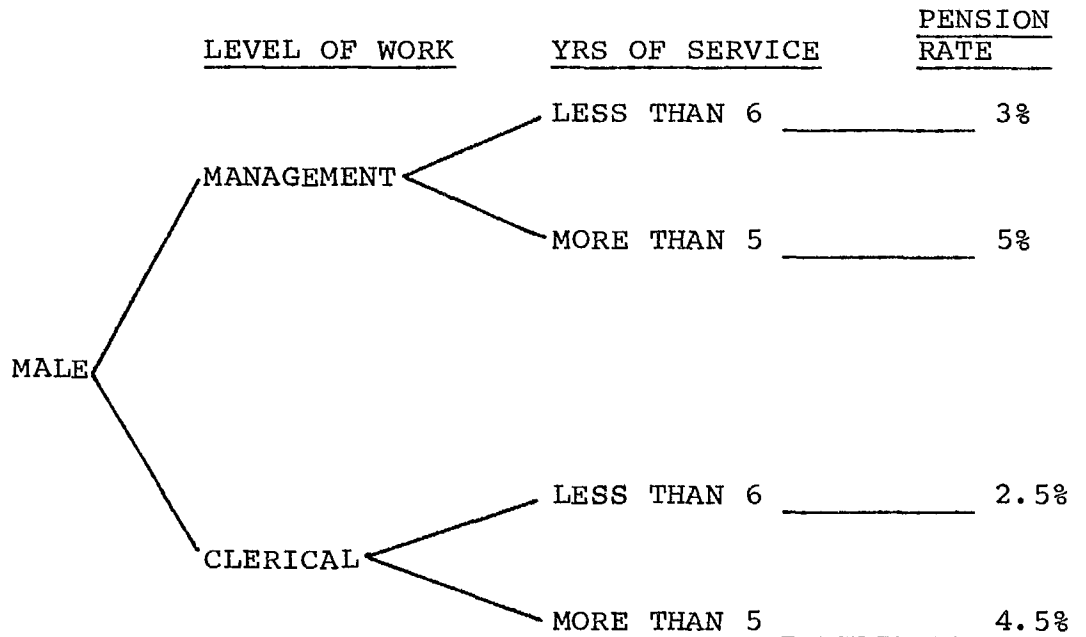 PENSION
LEVEL OF WORK YRS OF SERVICE RATE
LESS THAN 6 3%
MANAGEMENT
MORE THAN 5 5%
MALE
LESS THAN 6 2.5%
CLERICAL
MORE THAN 5 4.5%